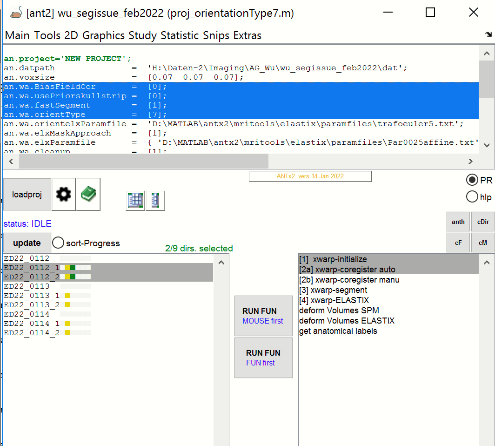 [ant2] wu_segissue_feb2022 (proj_orientationType7.m)
Main Tools 2D Graphics Study Statistic Snips Extras
an.project='NEW PROJECT';
an.datpath = 'H:\Daten-2\Imaging\AG_Wu\wu_segissue_feb2022\dat';
an.voxsize = [0.07 0.07 0.07];
an.wa.BiasFieldCor = [0];
an.wa.usePriorskullstrip = [0];
an.wa.fastSegment = [1];
an.wa.orientType = [7];
an.wa.orientelxParamfile = 'D:\MATLAB\antx2\mritools\elastix\paramfiles\trafoeuler5.txt';
an.wa.elxMaskApproach = [1];
an.wa.elxParamfile = { 'D:\MATLAB\antx2\mritools\elastix\paramfiles\Par0025affine.txt'
an.wa.cleanup = [1];
ANTx2 vers 14 Jan 2022
loadproj
PR
hlp
status: IDLE
anth cDir
update sort-Progress 2/9 dirs. selected cF cM
ED22_0112
ED22_0112_1
ED22_0112_2
ED22_0113
ED22_0113_1
ED22_0113_2
ED22_0114
ED22_0114_1
ED22_0114_2
RUN FUN
MOUSE first
RUN FUN
FUN first
[1] xwarp-initialize
[2a] xwarp-coregister auto
[2b] xwarp-coregister manu
[3] xwarp-segment
[4] xwarp-ELASTIX
deform Volumes SPM
deform Volumes ELASTIX
get anatomical labels